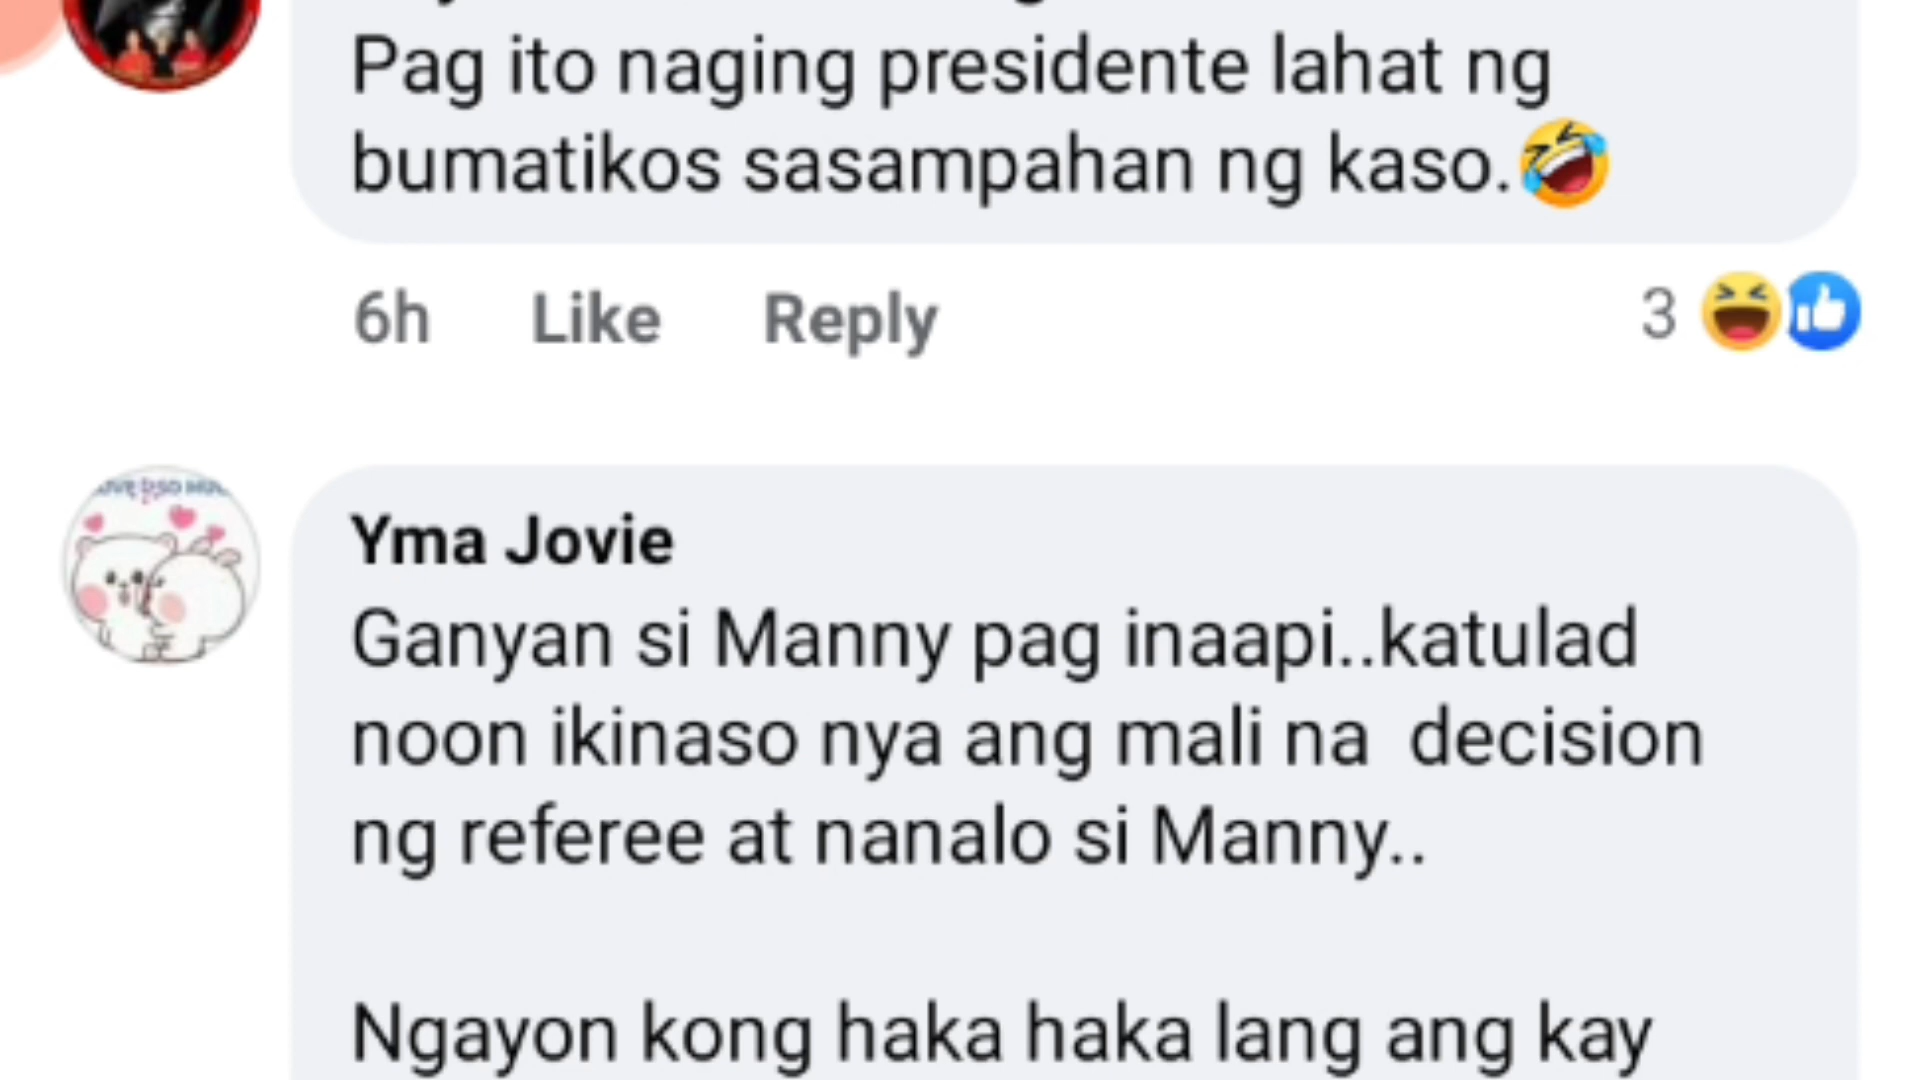 Pag ito naging presidente lahat ng
bumatikos sasampahan ng kaso.🤣
6h Like Reply 3
Yma Jovie
Ganyan si Manny pag inaapi..katulad
noon ikinaso nya ang mali na  decision
ng referee at nanalo si Manny..
Ngayon kong haka haka lang ang kay